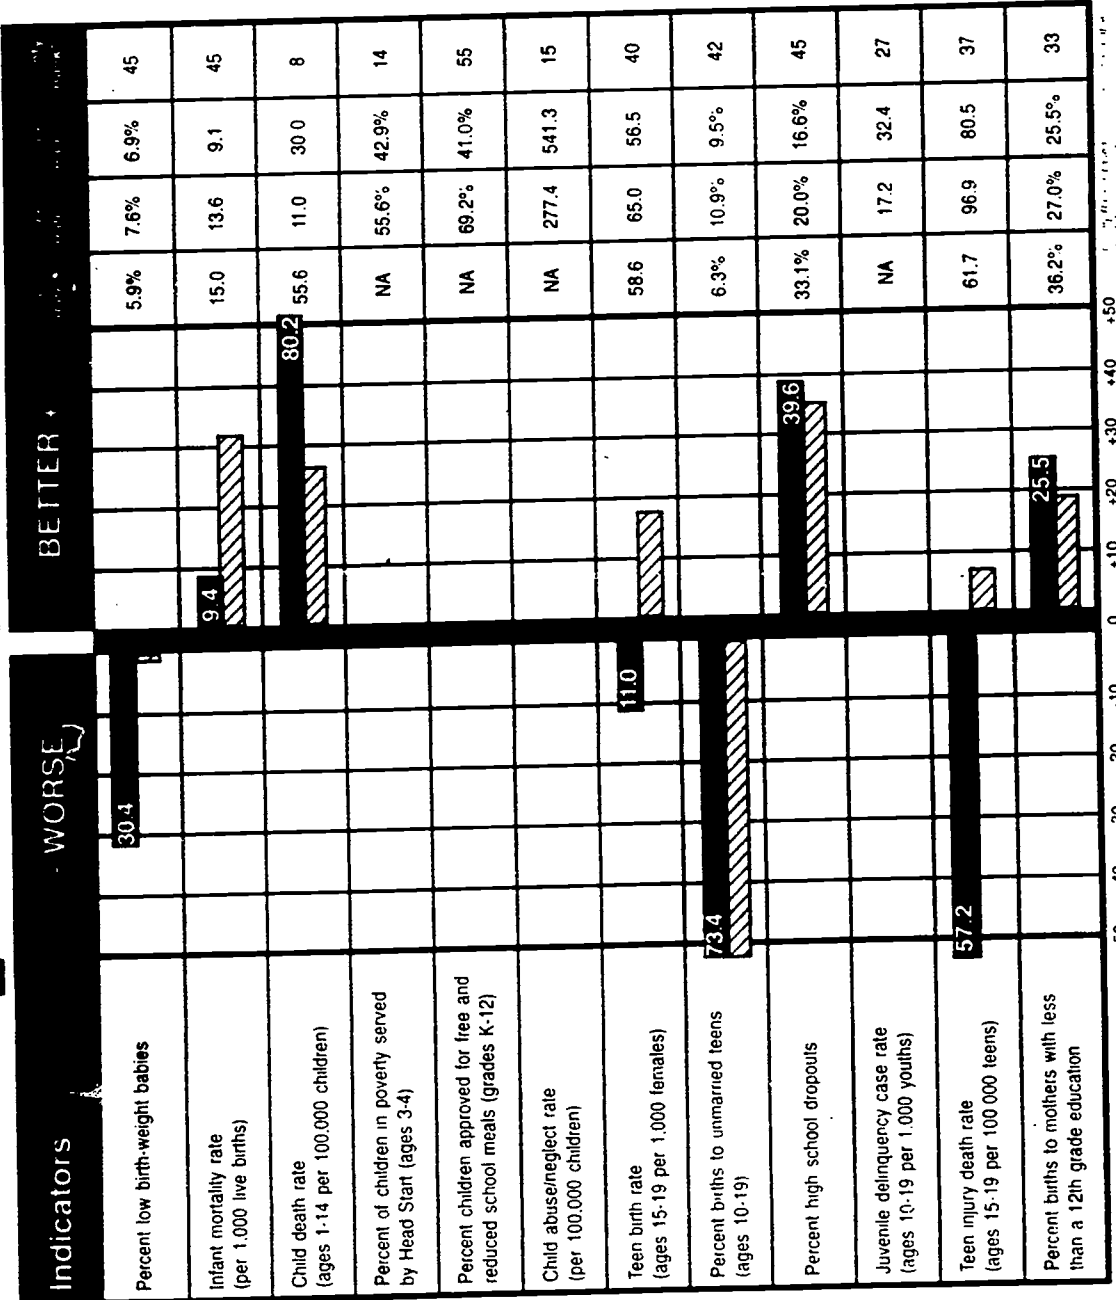 Indicators
- WORSE
BETTER +
Percent low birth-weight babies
30.4
5.9%
7.6%
6.9%
45
Infant mortality rate
(per 1.000 live births)
9.4
15.0
13.6
9.1
45
Child death rate
(ages 1-14 per 100.000 children)
80.2
55.6
11.0
30 0
8
Percent of children in poverty served
by Head Start (ages 3-4)
NA
55.6%
42.9%
14
Percent children approved for free and
reduced school meals (grades K-12)
NA
69.2%
41.0%
55
Child abuse/neglect rate
(per 100.000 children)
NA
277.4
541.3
15
Teen birth rate
(ages 15-19 per 1.000 females)
11.0
58.6
65.0
56.5
40
Percent births to unmarried teens
(ages 10-19)
73.4
6.3%
10.9%
9.5%
42
Percent high school dropouts
39.6
33.1%
20.0%
16.6%
45
Juvenile delinquency case rate
(ages 10-19 per 1.000 youths)
NA
17.2
32.4
27
Teen injury death rate
(ages 15-19 per 100 000 teens)
57.2
61.7
96.9
80.5
37
Percent births to mothers with less
than a 12th grade education
25.5
36.2%
27.0%
25.5%
33
0 +10 +20 +30 +40 +50